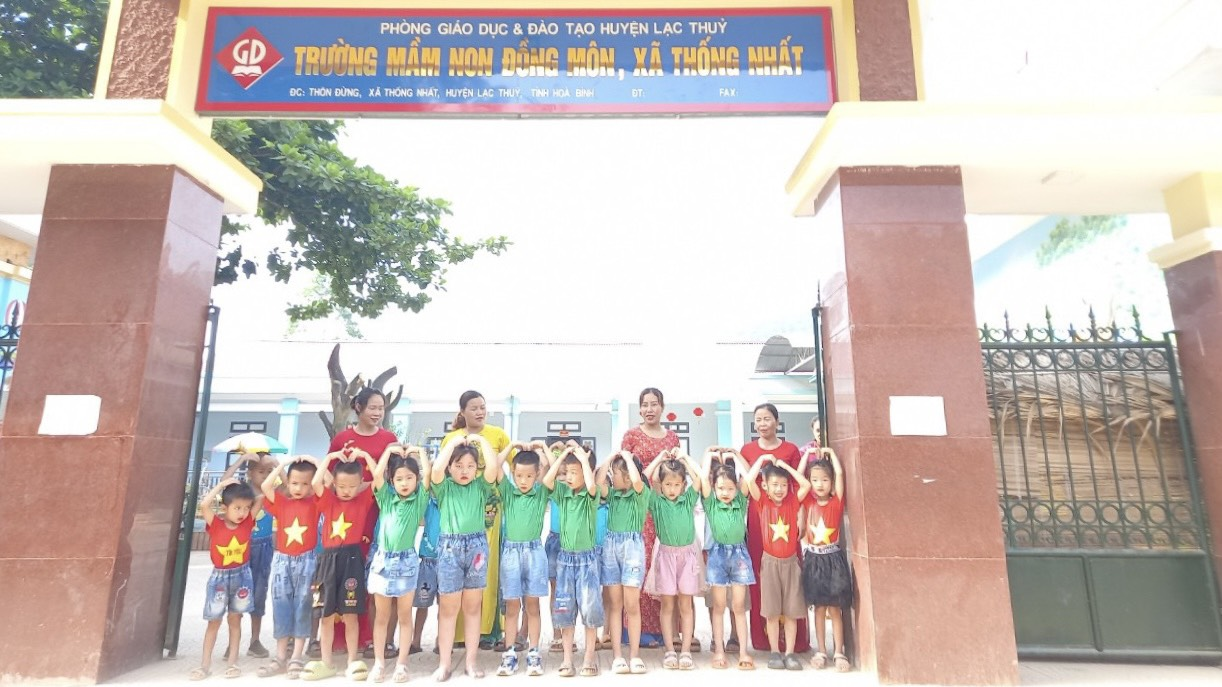 PHÒNG GIÁO DỤC & ĐÀO TẠO HUYỆN LẠC THUỶ
GD
TRƯỜNG MẦM NON ĐỒNG MÔN, XÃ THỐNG NHẤT
ĐC: THÔN ĐỪNG, XÃ THỐNG NHẤT, HUYỆN LẠC THUỶ, TỈNH HOÀ BÌNH ĐT: FAX: